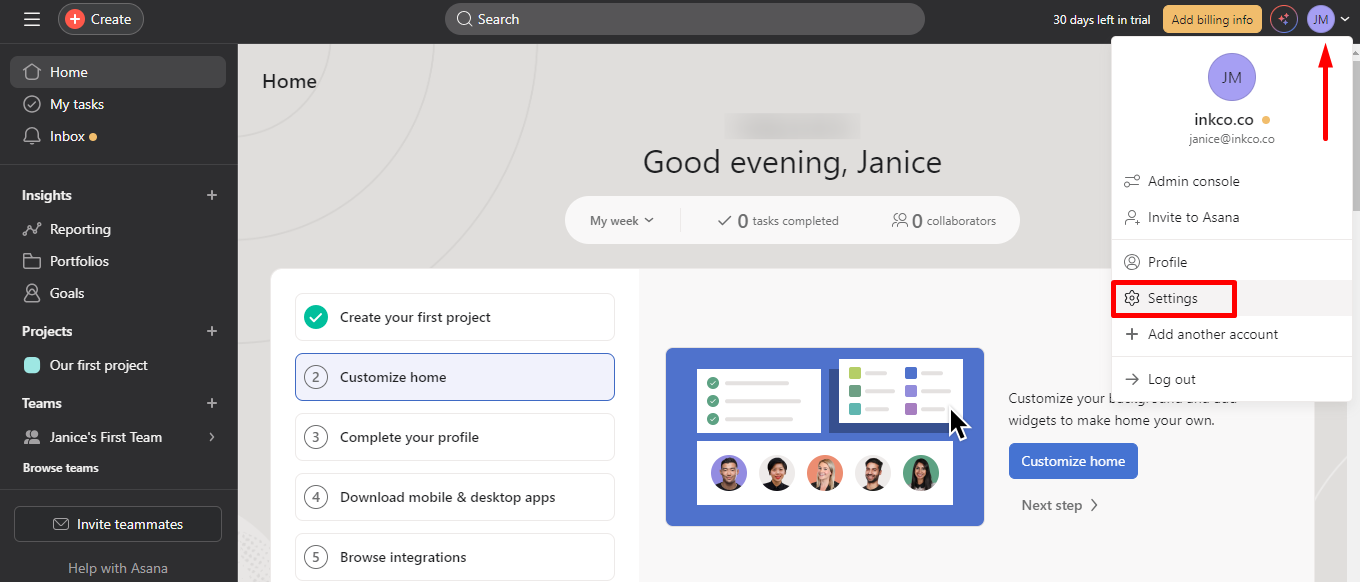 Create
Search
30 days left in trial
Add billing info
JM
Home
My tasks
Inbox
Insights
Reporting
Portfolios
Goals
Projects
Our first project
Teams
Janice's First Team
Browse teams
Invite teammates
Help with Asana
Home
Good evening, Janice
My week
0 tasks completed
0 collaborators
Create your first project
2 Customize home
3 Complete your profile
4 Download mobile & desktop apps
5 Browse integrations
Customize your background and add
widgets to make home your own.
Customize home
Next step
JM
inkco.co
janice@inkco.co
Admin console
Invite to Asana
Profile
Settings
Add another account
Log out